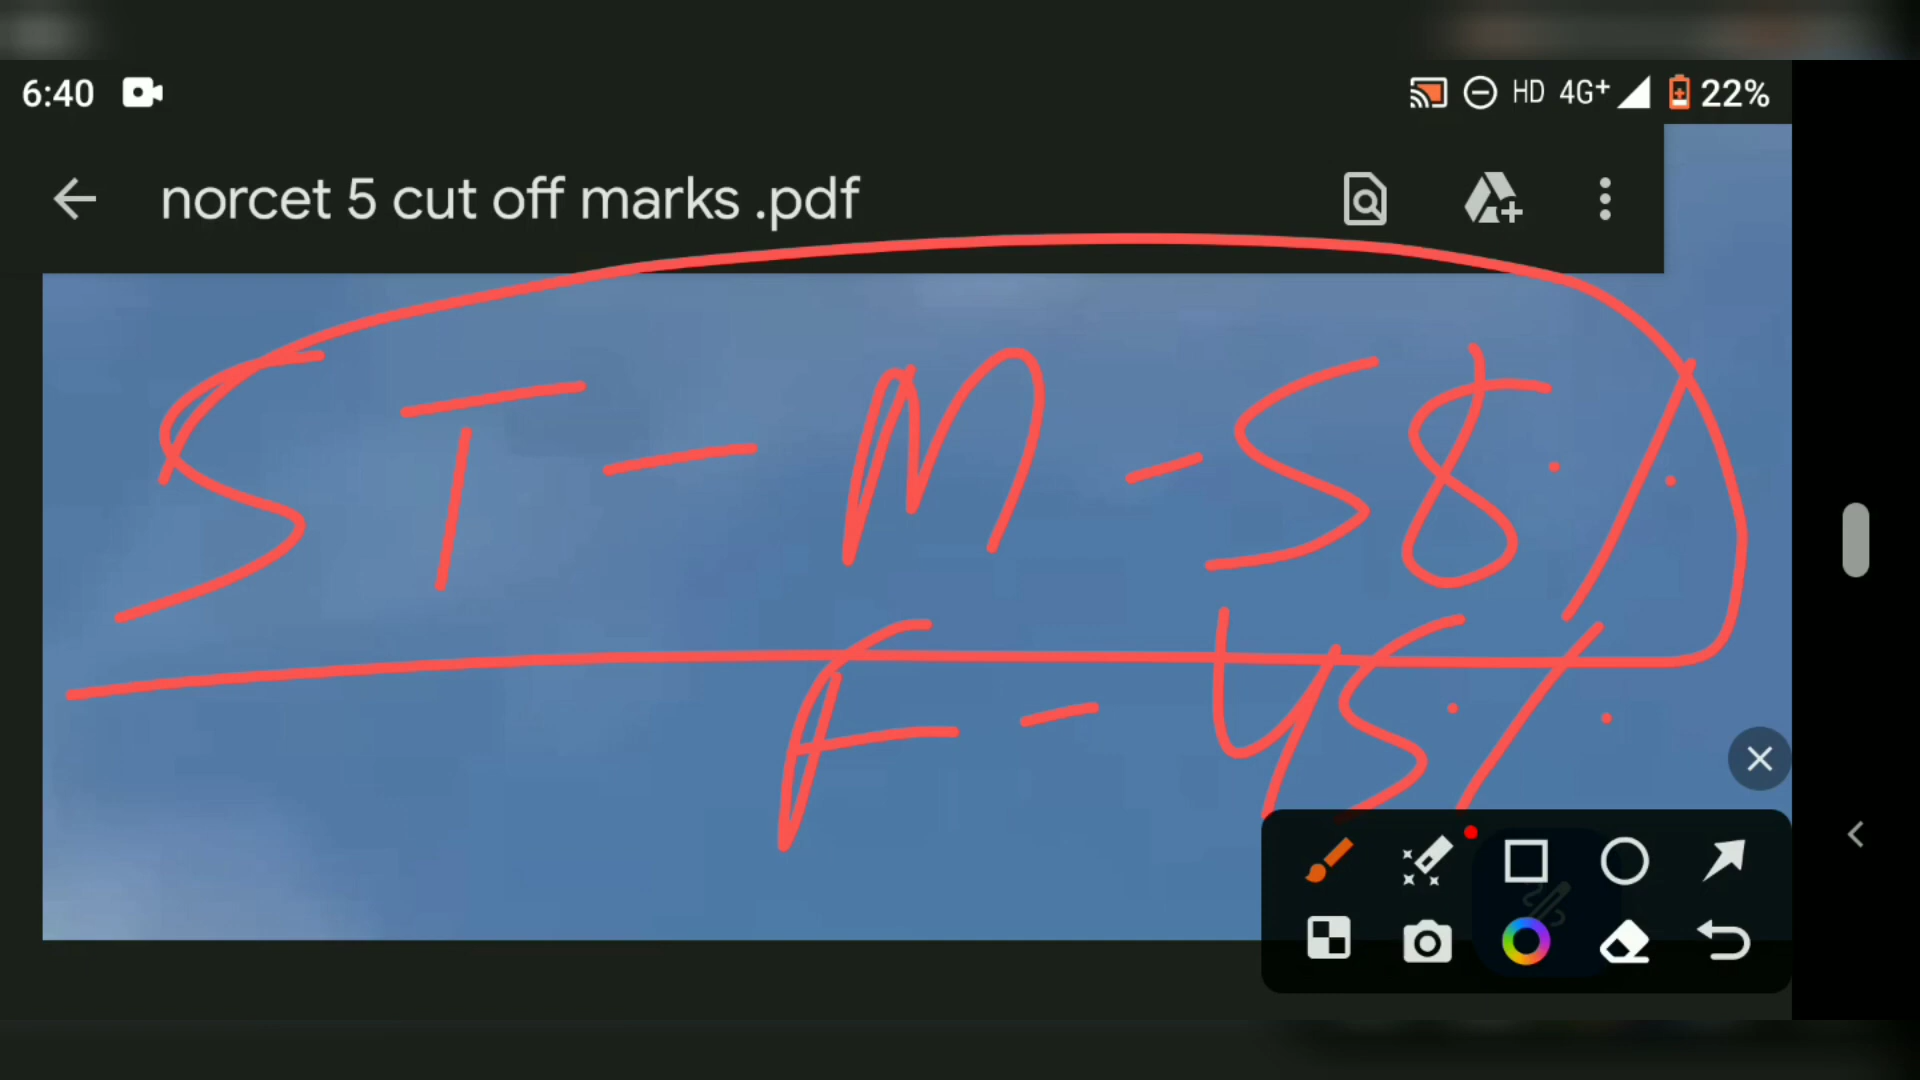 6:40 HD 4G+ 22%
norcet 5 cut off marks .pdf
ST - M - 58%
F - 45%